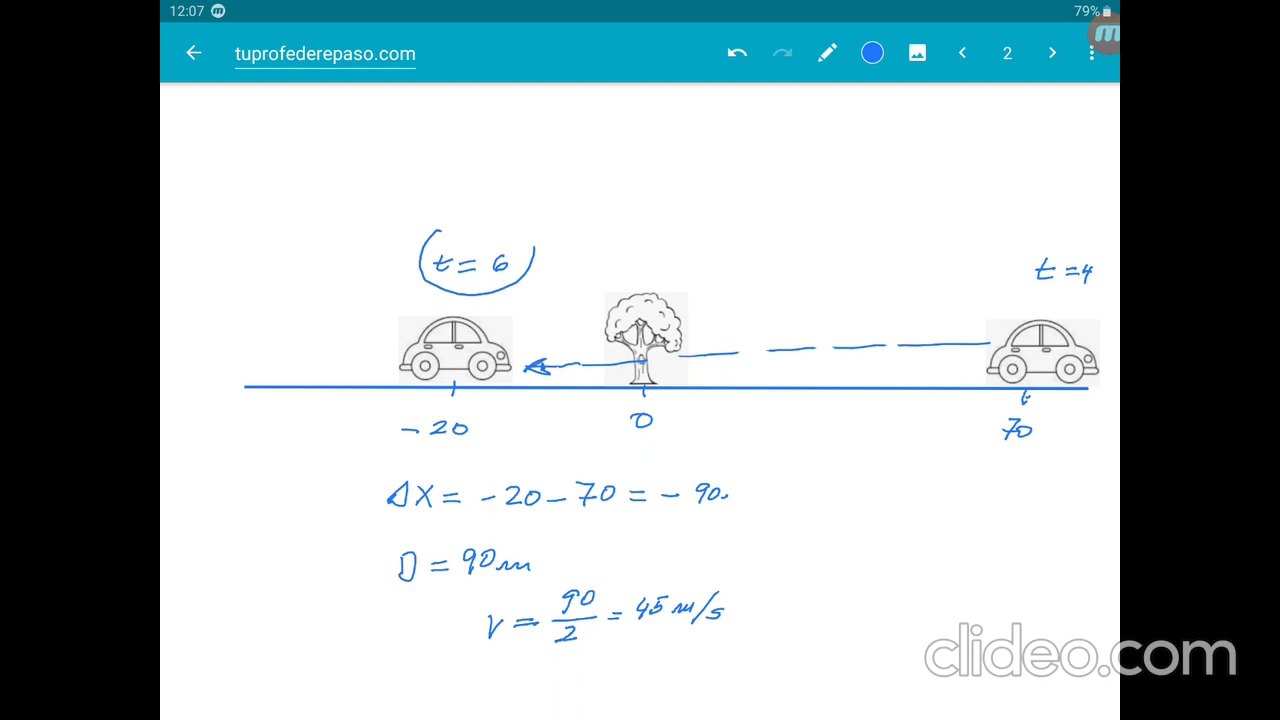 12:07
79%
tuprofederepaso.com
2
t = 6
t = 4
- 20
0
70
ΔX = - 20 - 70 = - 90.
D = 90 m
V = 90/2 = 45 m/s
clideo.com